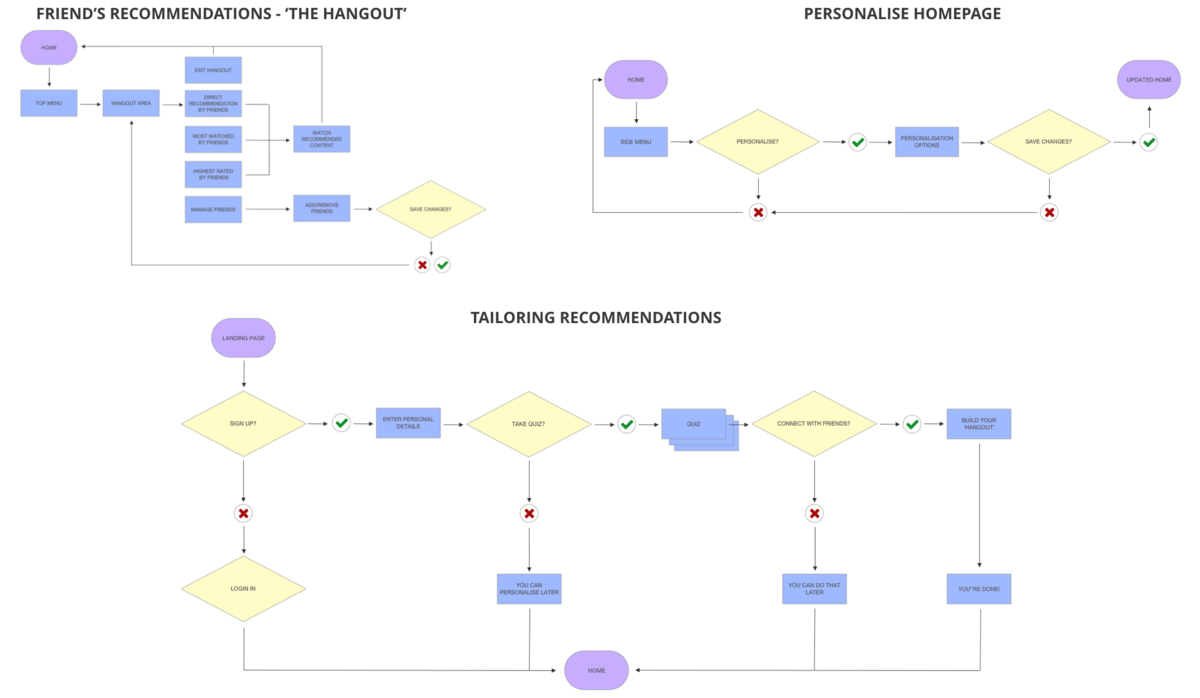 FRIEND'S RECOMMENDATIONS - ‘THE HANGOUT’
HOME
EXIT HANGOUT
TOP MENU
HANGOUT AREA
DIRECT
RECOMMENDATION
BY FRIENDS
MOST WATCHED
BY FRIENDS
WATCH
RECOMMENDED
CONTENT
HIGHEST RATED
BY FRIENDS
MANAGE FRIENDS
ADD/REMOVE
FRIENDS
SAVE CHANGES?
PERSONALISE HOMEPAGE
HOME
UPDATED HOME
SIDE MENU
PERSONALISE?
PERSONALISATION
OPTIONS
SAVE CHANGES?
TAILORING RECOMMENDATIONS
LANDING PAGE
SIGN UP?
ENTER PERSONAL
DETAILS
TAKE QUIZ?
QUIZ
CONNECT WITH FRIENDS?
BUILD YOUR
‘HANGOUT’
LOGIN IN
YOU CAN
PERSONALISE LATER
YOU CAN DO THAT
LATER
YOU"RE DONE!
HOME